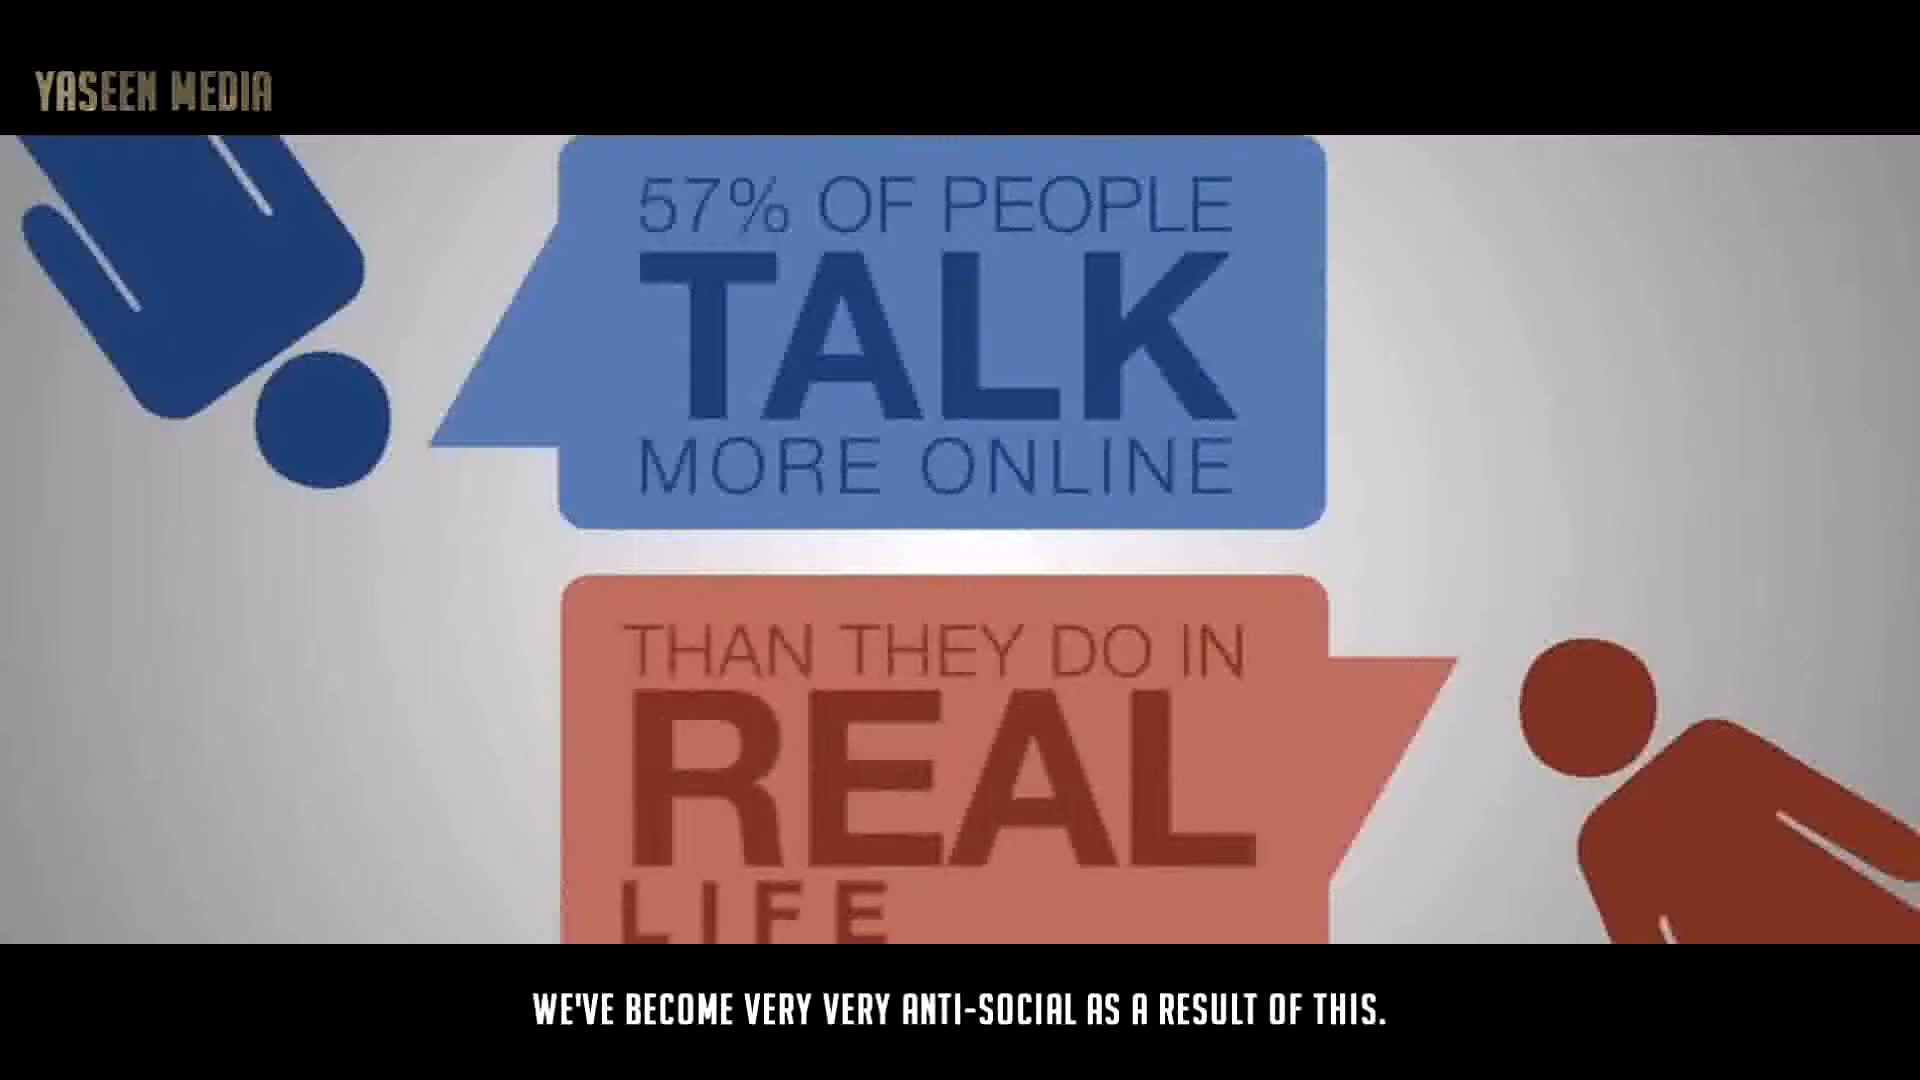 YASEEN MEDIA
57% OF PEOPLE
TALK
MORE ONLINE
THAN THEY DO IN
REAL
LIFE
WE'VE BECOME VERY VERY ANTI-SOCIAL AS A RESULT OF THIS.